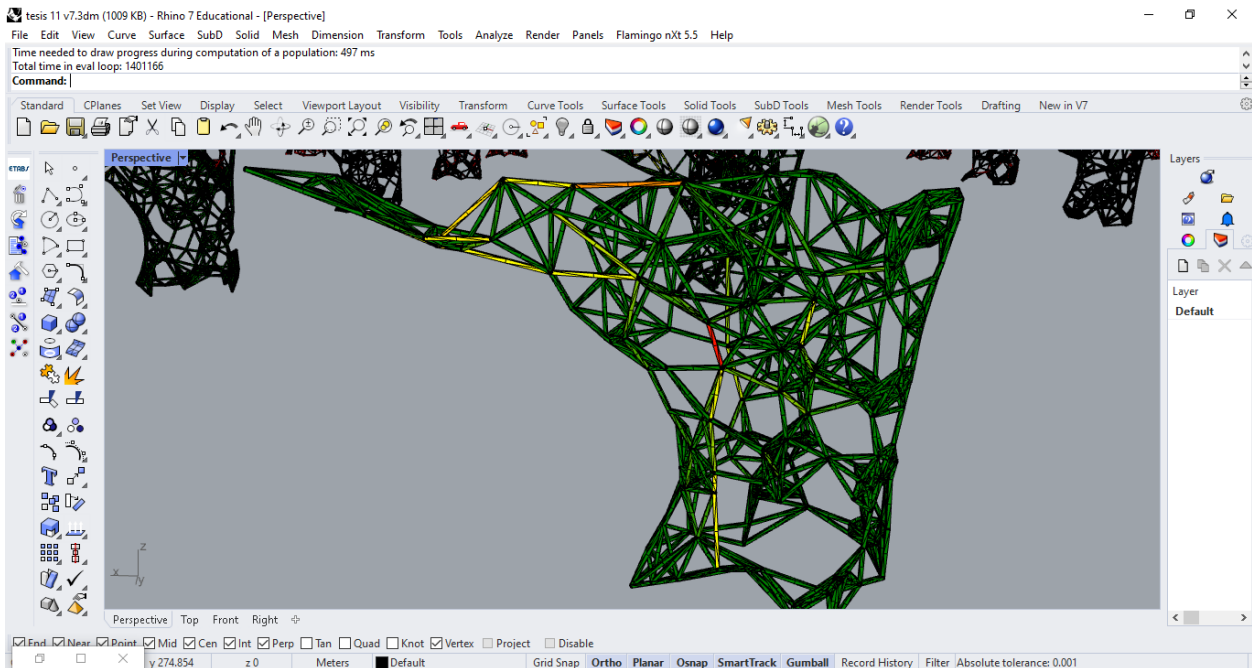 tesis 11 v7.3dm (1009 KB) - Rhino 7 Educational - [Perspective]
File Edit View Curve Surface SubD Solid Mesh Dimension Transform Tools Analyze Render Panels Flamingo nXt 5.5 Help
Time needed to draw progress during computation of a population: 497 ms
Total time in eval loop: 1401166
Command:
Standard CPlanes Set View Display Select Viewport Layout Visibility Transform Curve Tools Surface Tools Solid Tools SubD Tools Mesh Tools Render Tools Drafting New in V7
ETAB/
Perspective
Layers
Layer
Default
z
x
y
Perspective Top Front Right
End Near Point Mid Cen Int Perp Tan Quad Knot Vertex Project Disable
y 274.854 z 0 Meters Default Grid Snap Ortho Planar Osnap SmartTrack Gumball Record History Filter Absolute tolerance: 0.001